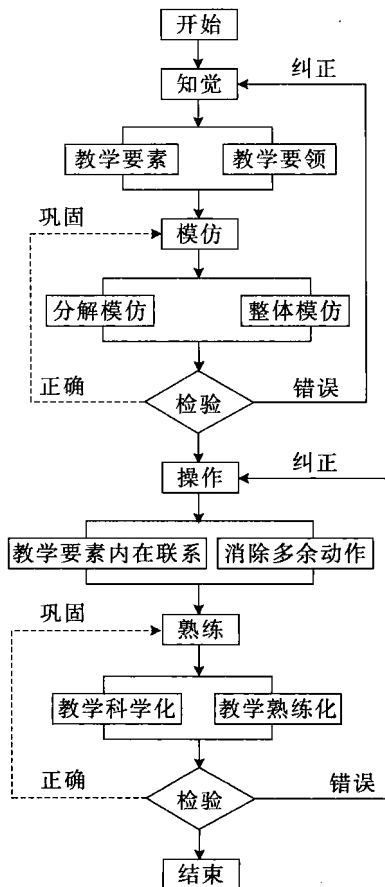 开始
知觉
纠正
教学要素
教学要领
巩固
模仿
分解模仿
整体模仿
正确
检验
错误
操作
纠正
教学要素内在联系
消除多余动作
巩固
熟练
教学科学化
教学熟练化
正确
检验
错误
结束